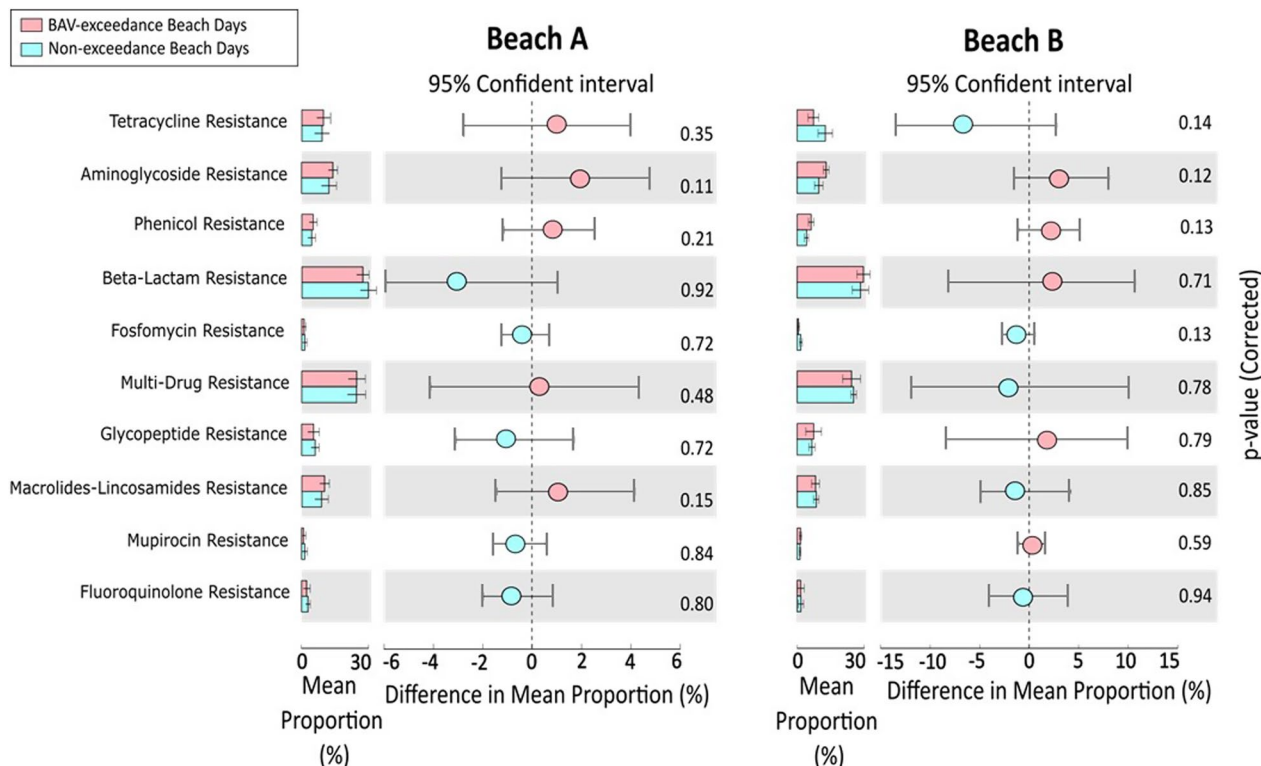 BAV-exceedance Beach Days
Non-exceedance Beach Days
Beach A
Beach B
95% Confident interval
95% Confident interval
Tetracycline Resistance
0.35
0.14
Aminoglycoside Resistance
0.11
0.12
Phenicol Resistance
0.21
0.13
Beta-Lactam Resistance
0.92
0.71
Fosfomycin Resistance
0.72
0.13
Multi-Drug Resistance
0.48
0.78
Glycopeptide Resistance
0.72
0.79
Macrolides-Lincosamides Resistance
0.15
0.85
Mupirocin Resistance
0.84
0.59
Fluoroquinolone Resistance
0.80
0.94
p-value (Corrected)
0 30
-6 -4 -2 0 2 4 6
0 30
-15 -10 -5 0 5 10 15
Mean
Proportion
(%)
Difference in Mean Proportion (%)
Mean
Proportion
(%)
Difference in Mean Proportion (%)